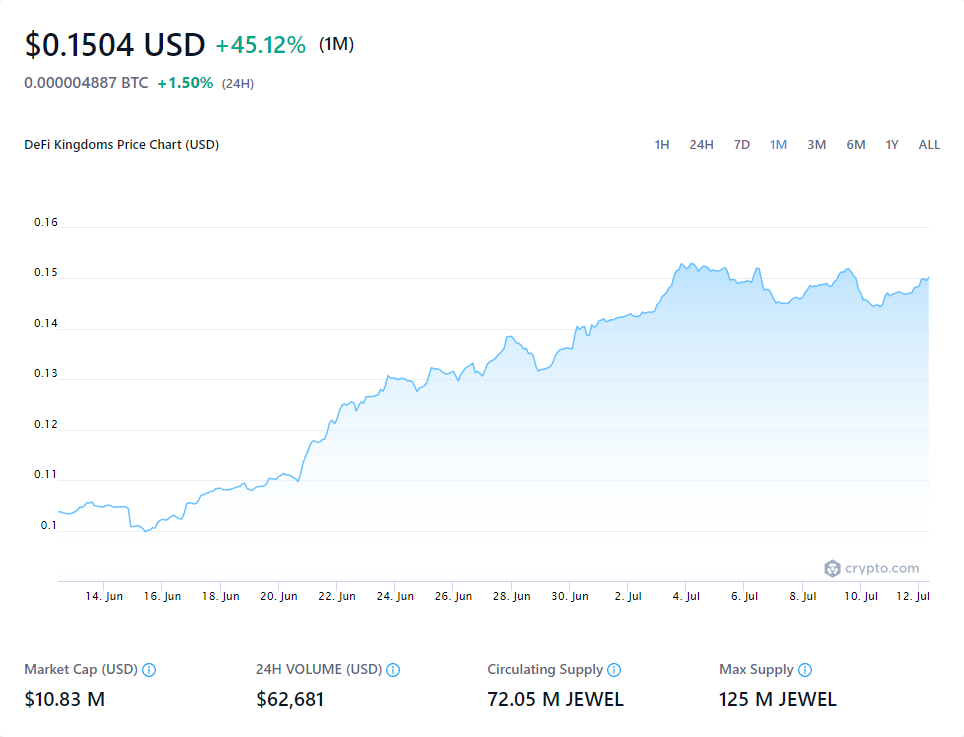 $0.1504 USD +45.12% (1M)
0.000004887 BTC +1.50% (24H)
DeFi Kingdoms Price Chart (USD) 1H 24H 7D 1M 3M 6M 1Y ALL
0.16
0.15
0.14
0.13
0.12
0.11
0.1
crypto.com
14. Jun 16. Jun 18. Jun 20. Jun 22. Jun 24. Jun 26. Jun 28. Jun 30. Jun 2. Jul 4. Jul 6. Jul 8. Jul 10. Jul 12. Jul
Market Cap (USD) 24H VOLUME (USD) Circulating Supply Max Supply
$10.83 M $62,681 72.05 M JEWEL 125 M JEWEL